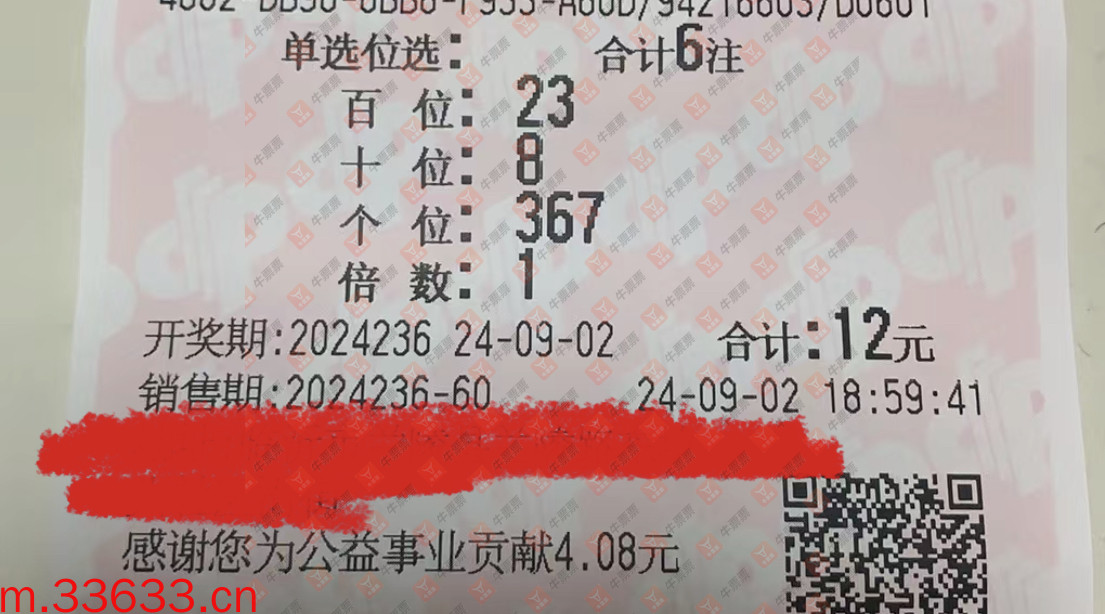 单选位选: 合计6注
百 位: 23
十 位: 8
个 位: 367
倍 数: 1
开奖期:2024236 24-09-02 合计:12元
销售期:2024236-60 24-09-02 18:59:41
感谢您为公益事业贡献4.08元
m.33633.cn
牛票票